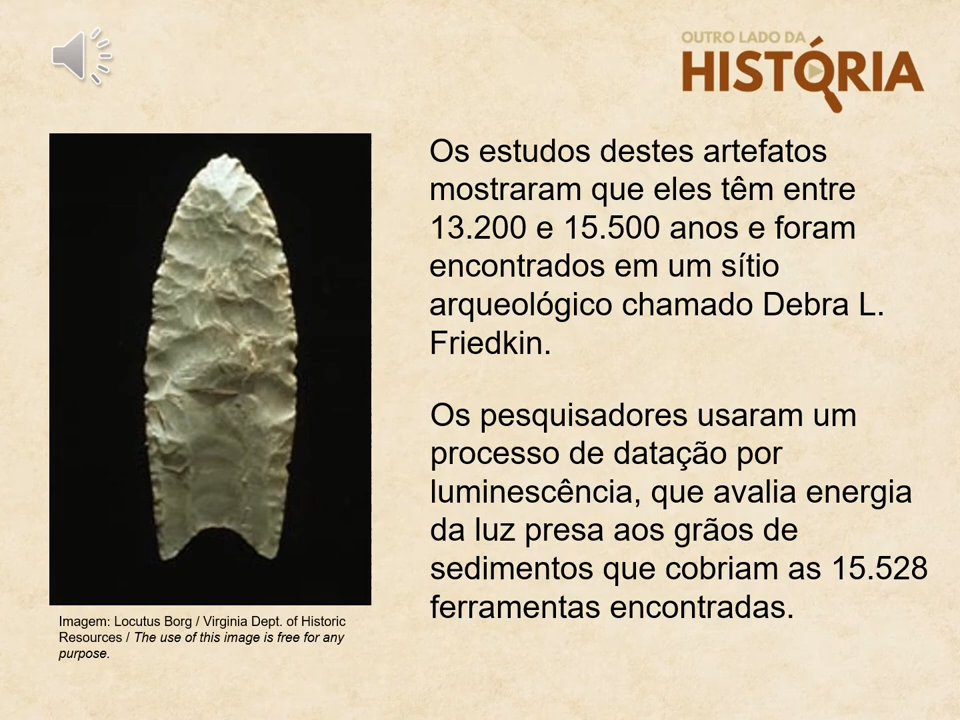 OUTRO LADO DA
HISTÓRIA
Os estudos destes artefatos
mostraram que eles têm entre
13.200 e 15.500 anos e foram
encontrados em um sítio
arqueológico chamado Debra L.
Friedkin.
Os pesquisadores usaram um
processo de datação por
luminescência, que avalia energia
da luz presa aos grãos de
sedimentos que cobriam as 15.528
ferramentas encontradas.
Imagem: Locutus Borg / Virginia Dept. of Historic
Resources / The use of this image is free for any
purpose.